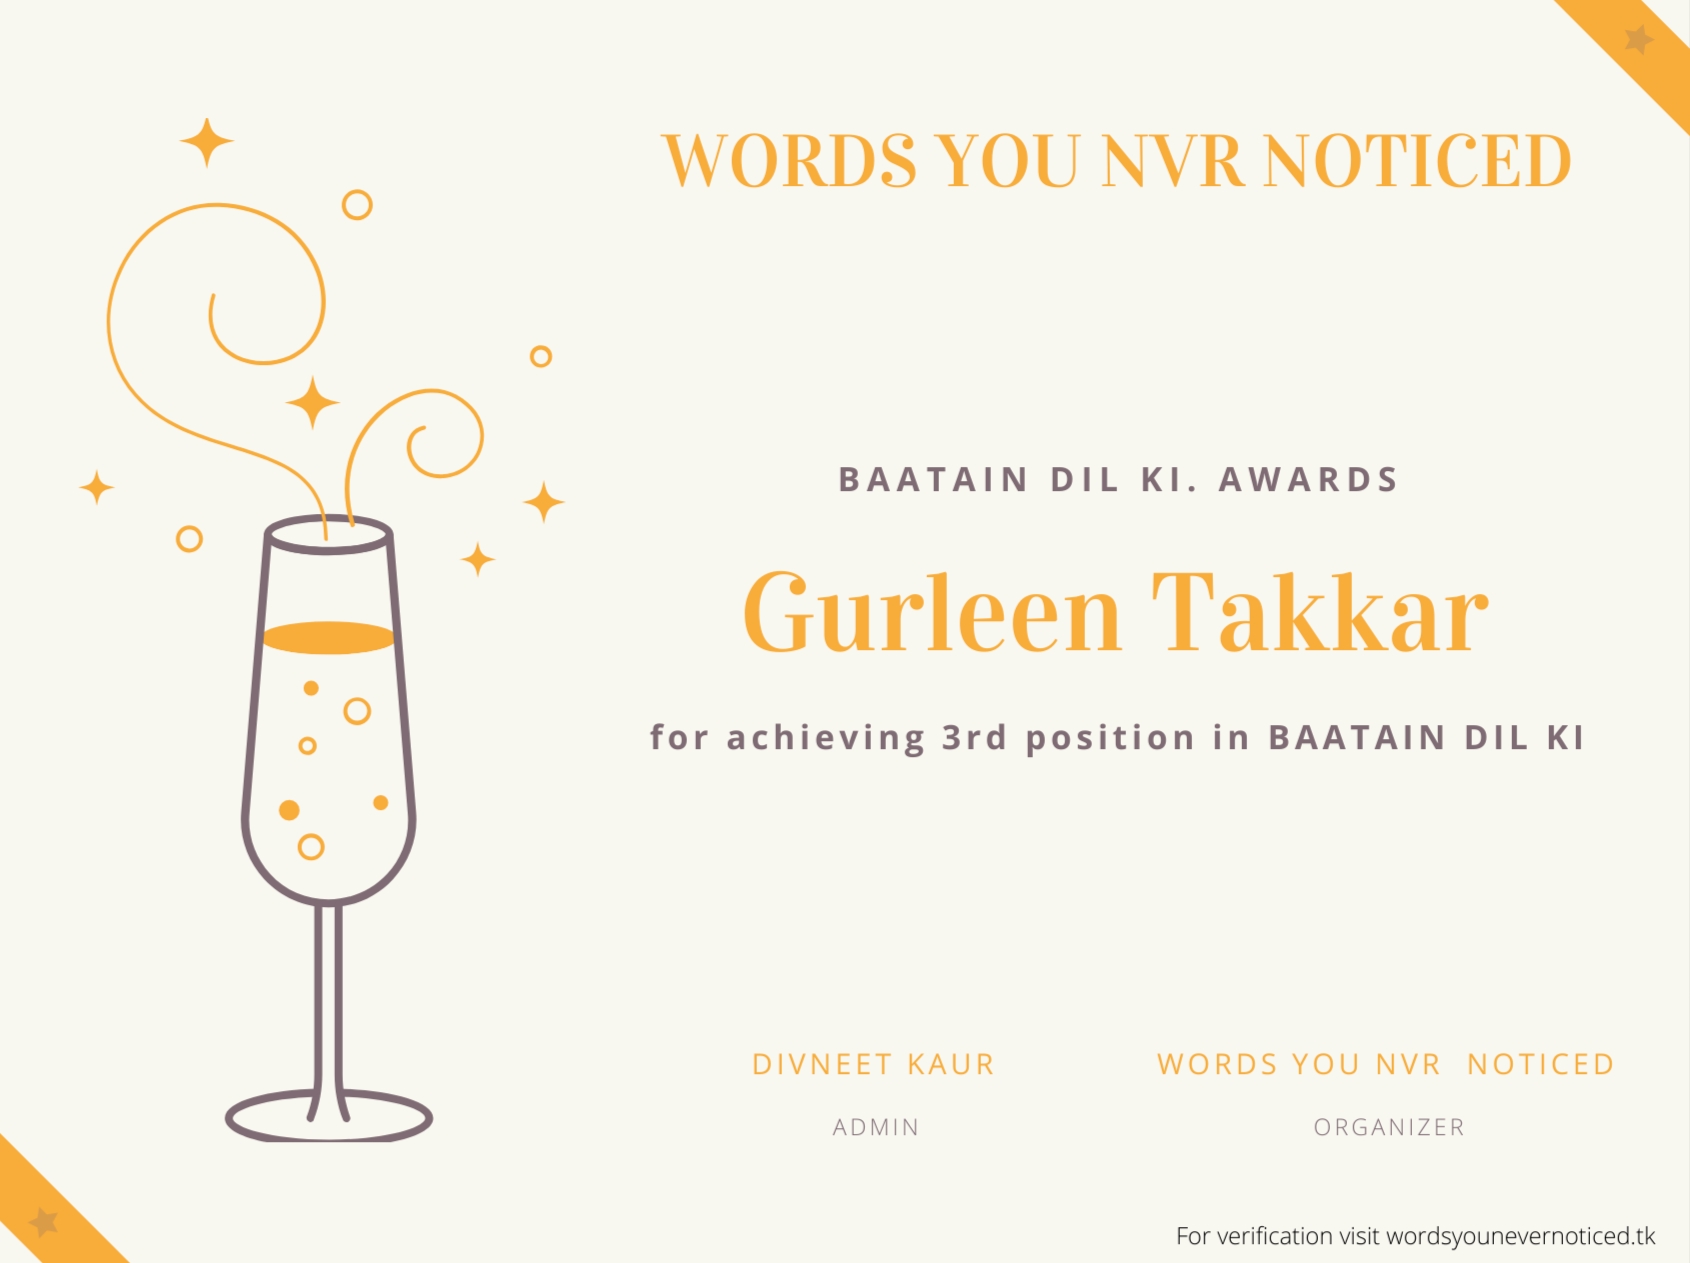 WORDS YOU NVR NOTICED
BAATAIN DIL KI. AWARDS
Gurleen Takkar
for achieving 3rd position in BAATAIN DIL KI
DIVNEET KAUR
ADMIN
WORDS YOU NVR NOTICED
ORGANIZER
For verification visit wordsyounevernoticed.tk